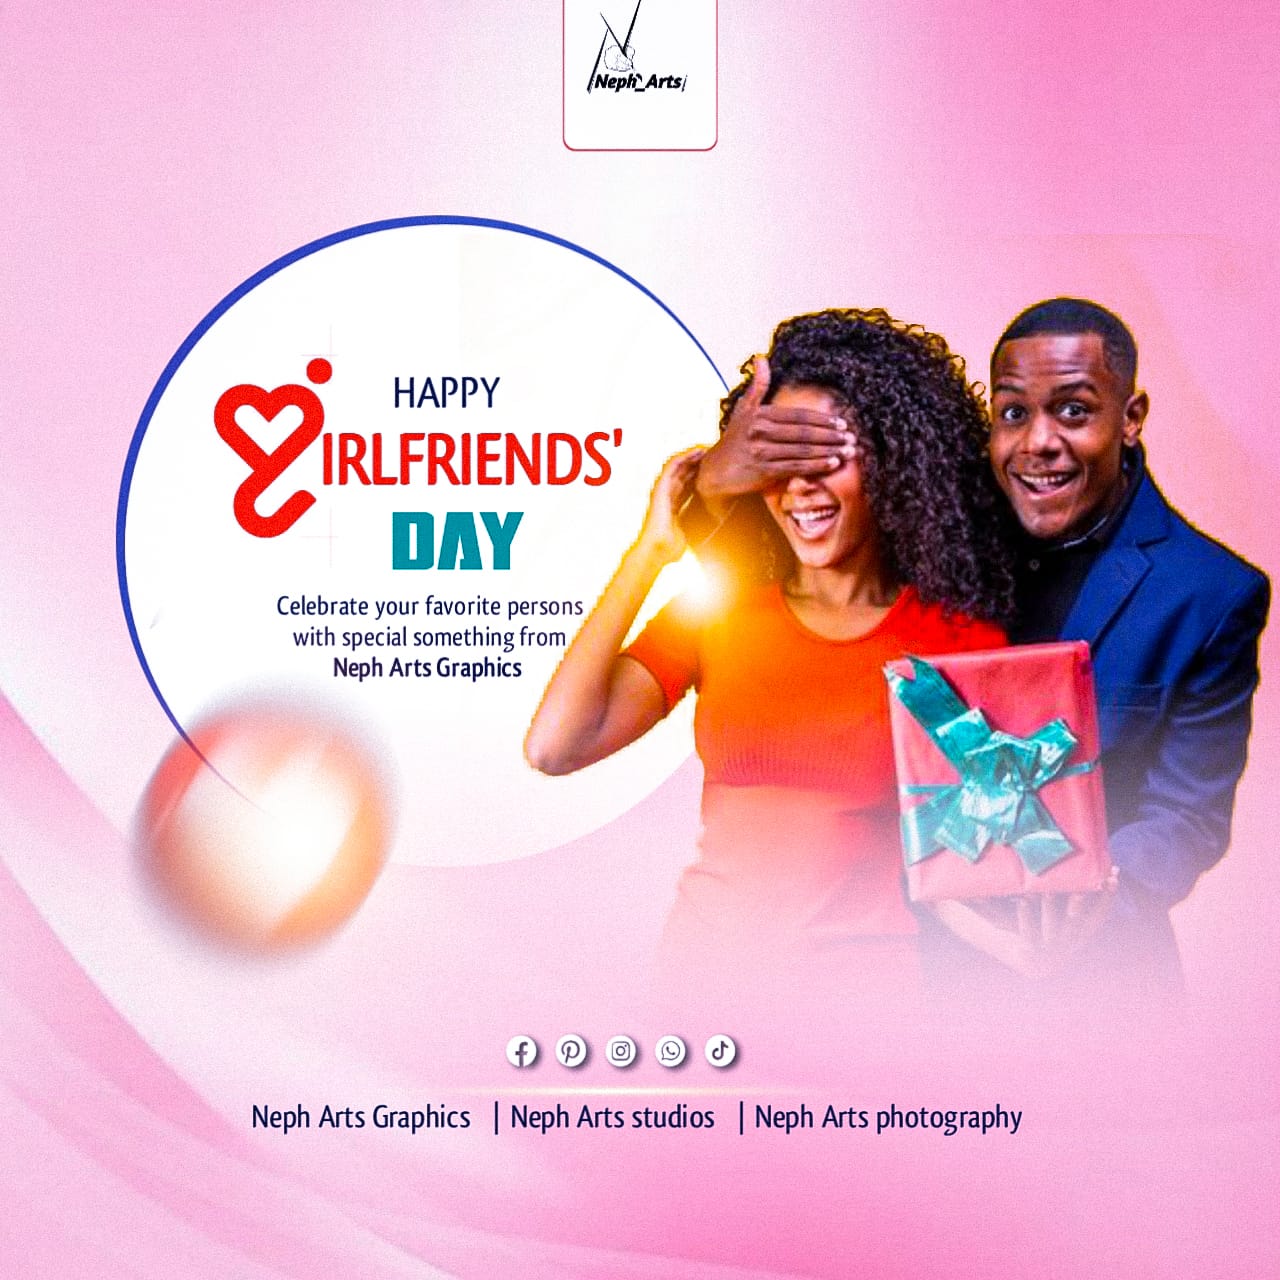 Neph_Arts
HAPPY
GIRLFRIENDS'
DAY
Celebrate your favorite persons
with special something from
Neph Arts Graphics
Neph Arts Graphics | Neph Arts studios | Neph Arts photography